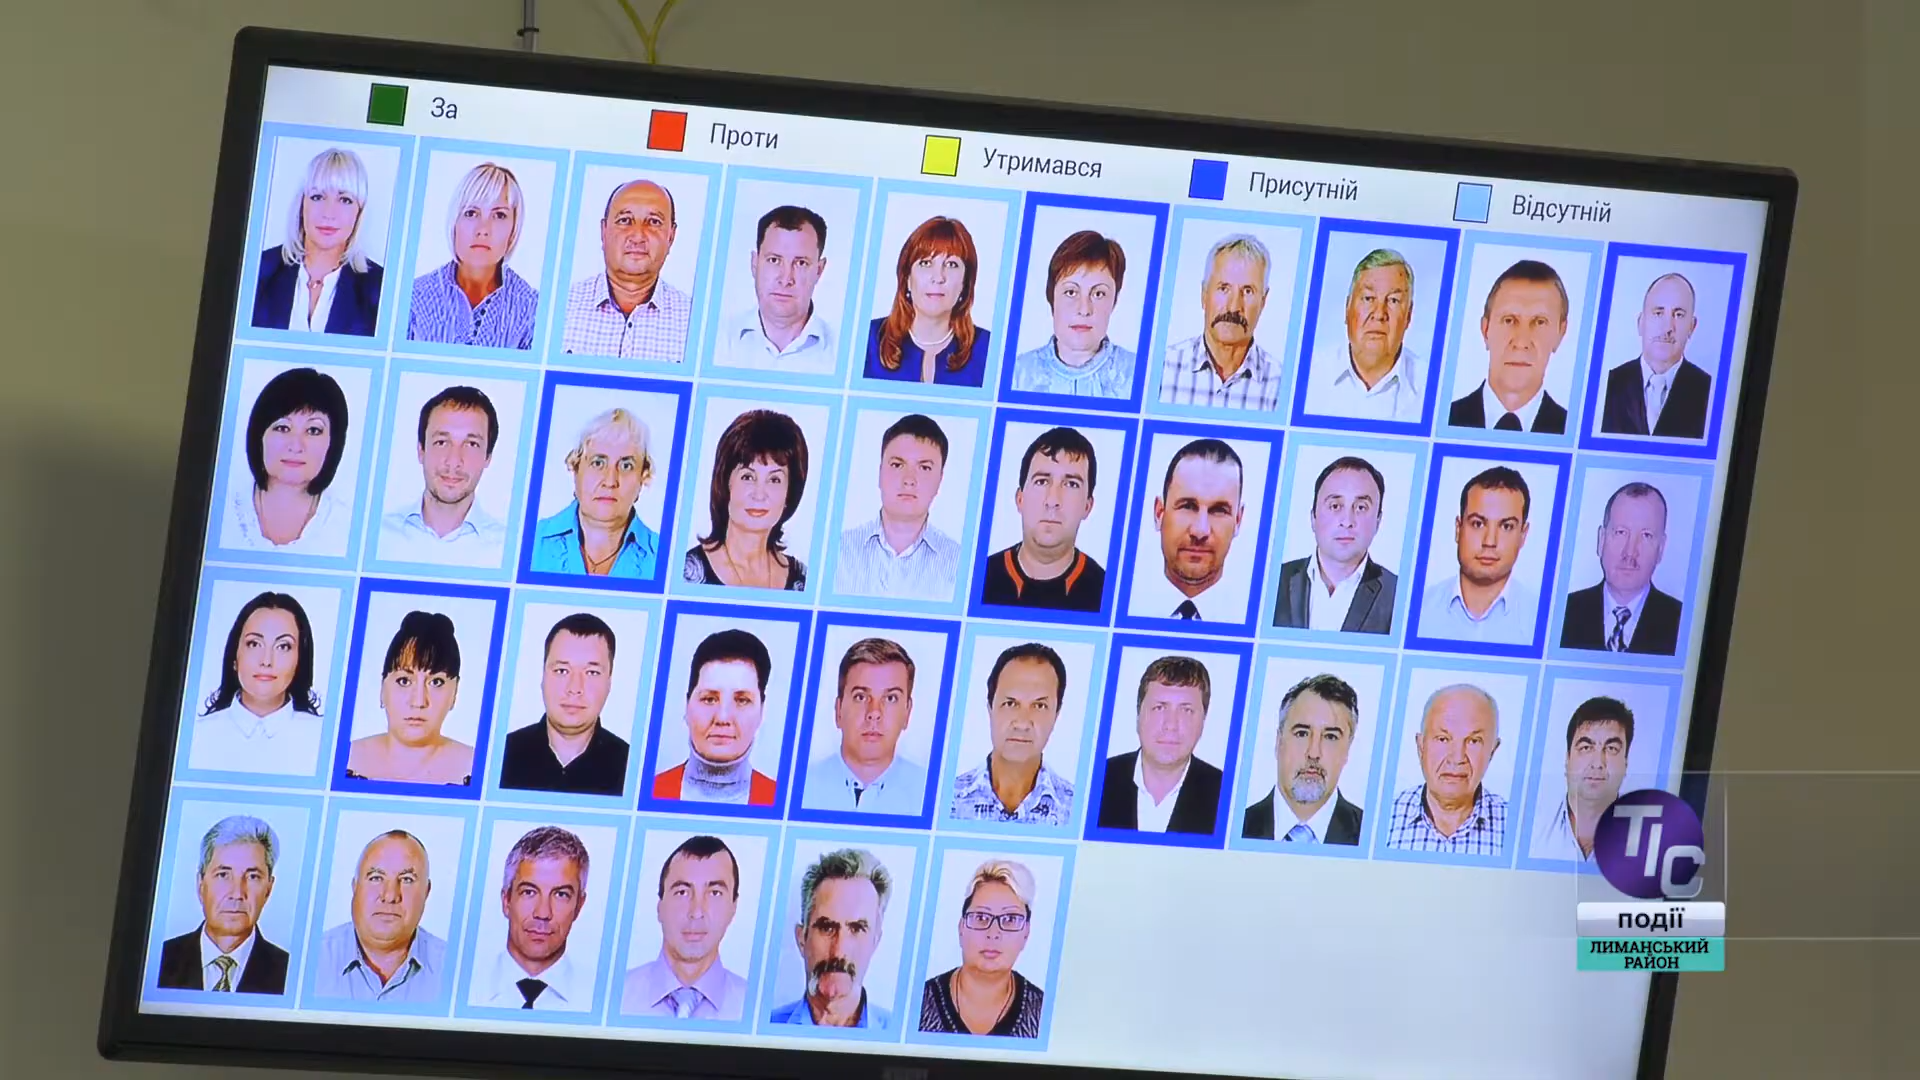 За
Проти
Утримався
Присутній
Відсутній
ТІС
події
ЛИМАНСЬКИЙ
РАЙОН